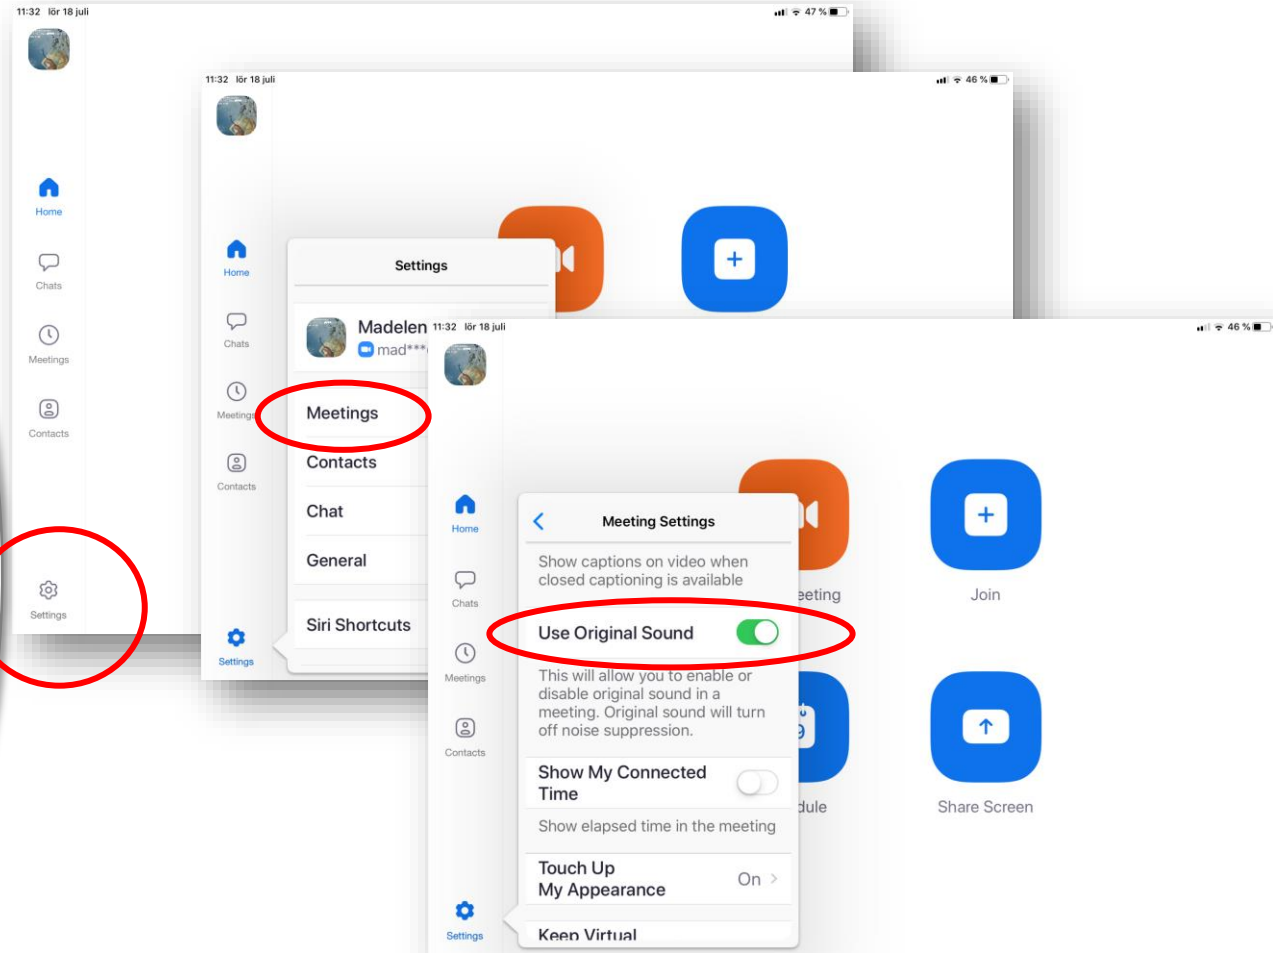 11:32 lör 18 juli
47 %
Home
Chats
Meetings
Contacts
Settings
11:32 lör 18 juli
46 %
Home
Chats
Meetings
Contacts
Settings
Settings
Madelen
mad***
Meetings
Contacts
Chat
General
Siri Shortcuts
11:32 lör 18 juli
46 %
Home
Chats
Meetings
Contacts
Settings
Meeting Settings
Show captions on video when
closed captioning is available
Use Original Sound
This will allow you to enable or
disable original sound in a
meeting. Original sound will turn
off noise suppression.
Show My Connected
Time
Show elapsed time in the meeting
Touch Up
My Appearance
On
Keep Virtual
eeting
Join
dule
Share Screen